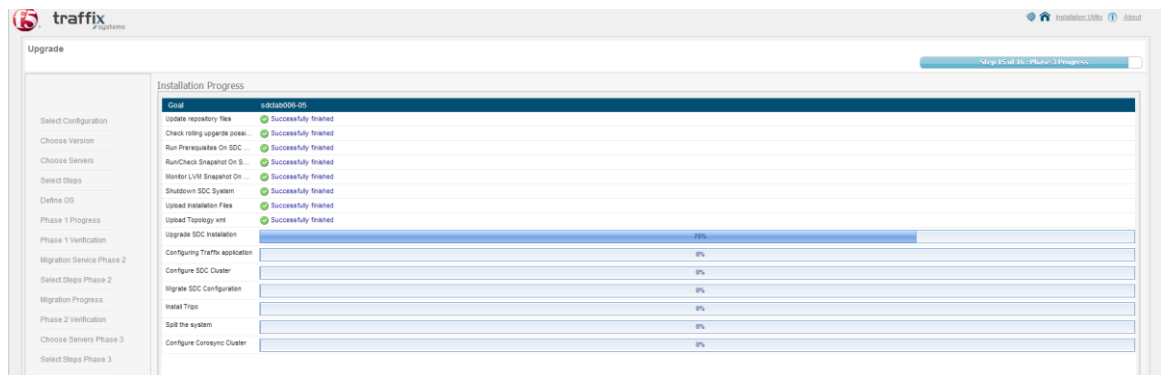 f5 traffix systems
Installation Utility About
Upgrade
Step 15 of 16: Phase 3 Progress
Select Configuration
Choose Version
Choose Servers
Select Steps
Define OS
Phase 1 Progress
Phase 1 Verification
Migration Service Phase 2
Select Steps Phase 2
Migration Progress
Phase 2 Verification
Choose Servers Phase 3
Select Steps Phase 3
Installation Progress
Goal sdclab006-05
Update repository files Successfully finished
Check rolling upgarde possi... Successfully finished
Run Prerequisites On SDC ... Successfully finished
Run/Check Snapshot On S... Successfully finished
Monitor LVM Snapshot On ... Successfully finished
Shutdown SDC System Successfully finished
Upload Installation Files Successfully finished
Upload Topology xml Successfully finished
Upgrade SDC Installation 75%
Configuring Traffix application 0%
Configure SDC Cluster 0%
Migrate SDC Configuration 0%
Install Tripo 0%
Split the system 0%
Configure Corosync Cluster 0%